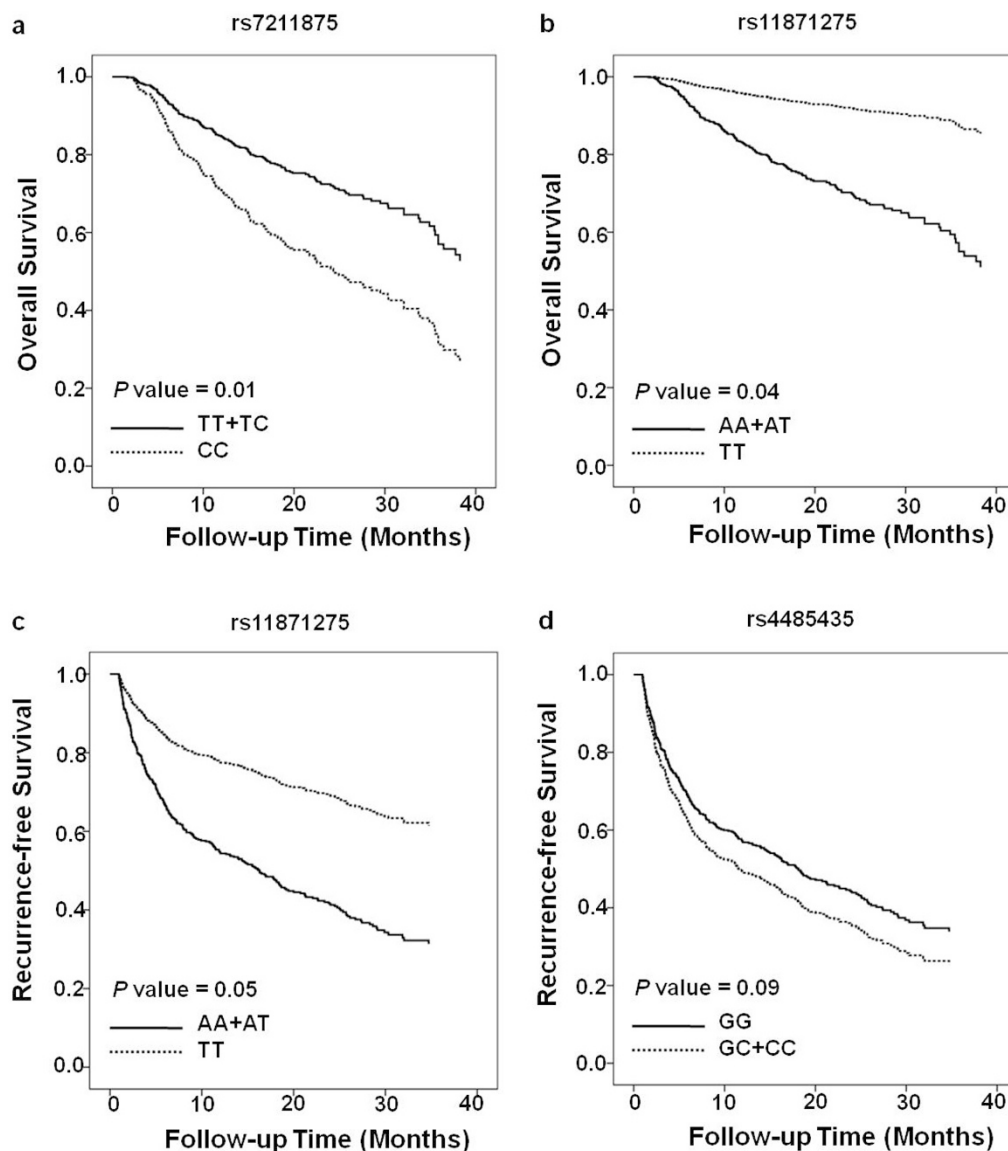 a
rs7211875
Overall Survival
1.0
0.8
0.6
0.4
0.2
0.0
P value = 0.01
TT+TC
CC
0 10 20 30 40
Follow-up Time (Months)
b
rs11871275
Overall Survival
1.0
0.8
0.6
0.4
0.2
0.0
P value = 0.04
AA+AT
TT
0 10 20 30 40
Follow-up Time (Months)
c
rs11871275
Recurrence-free Survival
1.0
0.8
0.6
0.4
0.2
0.0
P value = 0.05
AA+AT
TT
0 10 20 30 40
Follow-up Time (Months)
d
rs4485435
Recurrence-free Survival
1.0
0.8
0.6
0.4
0.2
0.0
P value = 0.09
GG
GC+CC
0 10 20 30 40
Follow-up Time (Months)